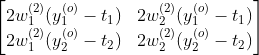 [2w_1^{(2)}(y_1^{(o)} − t_1) 2w_2^{(2)}(y_1^{(o)} − t_1)
2w_1^{(2)}(y_2^{(o)} − t_2) 2w_2^{(2)}(y_2^{(o)} − t_2)]